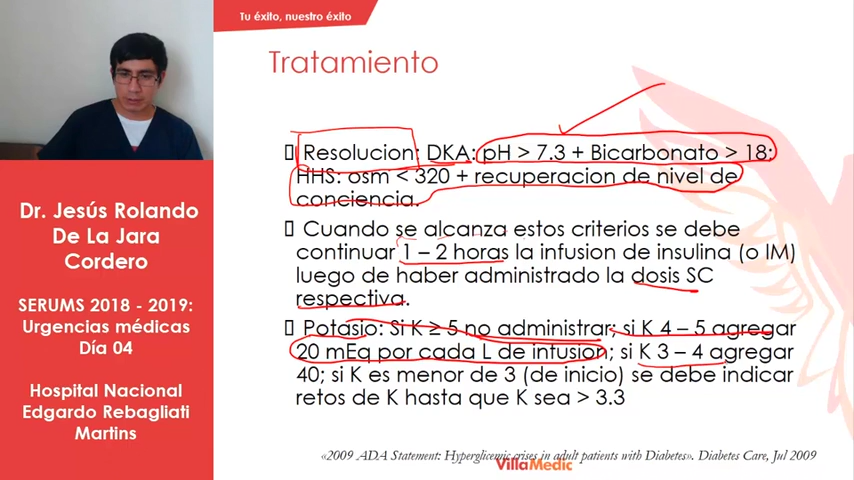 Tu éxito, nuestro éxito
Tratamiento
Resolucion: DKA: pH > 7.3 + Bicarbonato > 18;
HHS: osm < 320 + recuperacion de nivel de
conciencia.
Cuando se alcanza estos criterios se debe
continuar 1 – 2 horas la infusion de insulina (o IM)
luego de haber administrado la dosis SC
respectiva.
Potasio: Si K ≥ 5 no administrar; si K 4 – 5 agregar
20 mEq por cada L de infusion; si K 3 – 4 agregar
40; si K es menor de 3 (de inicio) se debe indicar
retos de K hasta que K sea > 3.3
«2009 ADA Statement: Hyperglicemic crises in adult patients with Diabetes». Diabetes Care, Jul 2009
VillaMedic
Dr. Jesús Rolando
De La Jara
Cordero
SERUMS 2018 - 2019:
Urgencias médicas
Día 04
Hospital Nacional
Edgardo Rebagliati
Martins